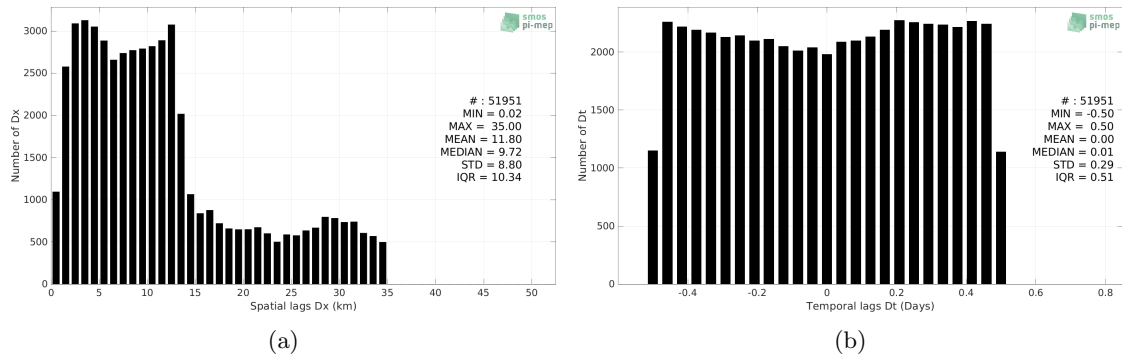 smos
pi-mep
3000
2500
2000
1500
1000
500
0
Number of Dx
# : 51951
MIN = 0.02
MAX = 35.00
MEAN = 11.80
MEDIAN = 9.72
STD = 8.80
IQR = 10.34
0 5 10 15 20 25 30 35 40 45 50
Spatial lags Dx (km)
(a)
smos
pi-mep
2000
1500
1000
500
0
Number of Dt
# : 51951
MIN = -0.50
MAX = 0.50
MEAN = 0.00
MEDIAN = 0.01
STD = 0.29
IQR = 0.51
-0.4 -0.2 0 0.2 0.4 0.6 0.8
Temporal lags Dt (Days)
(b)